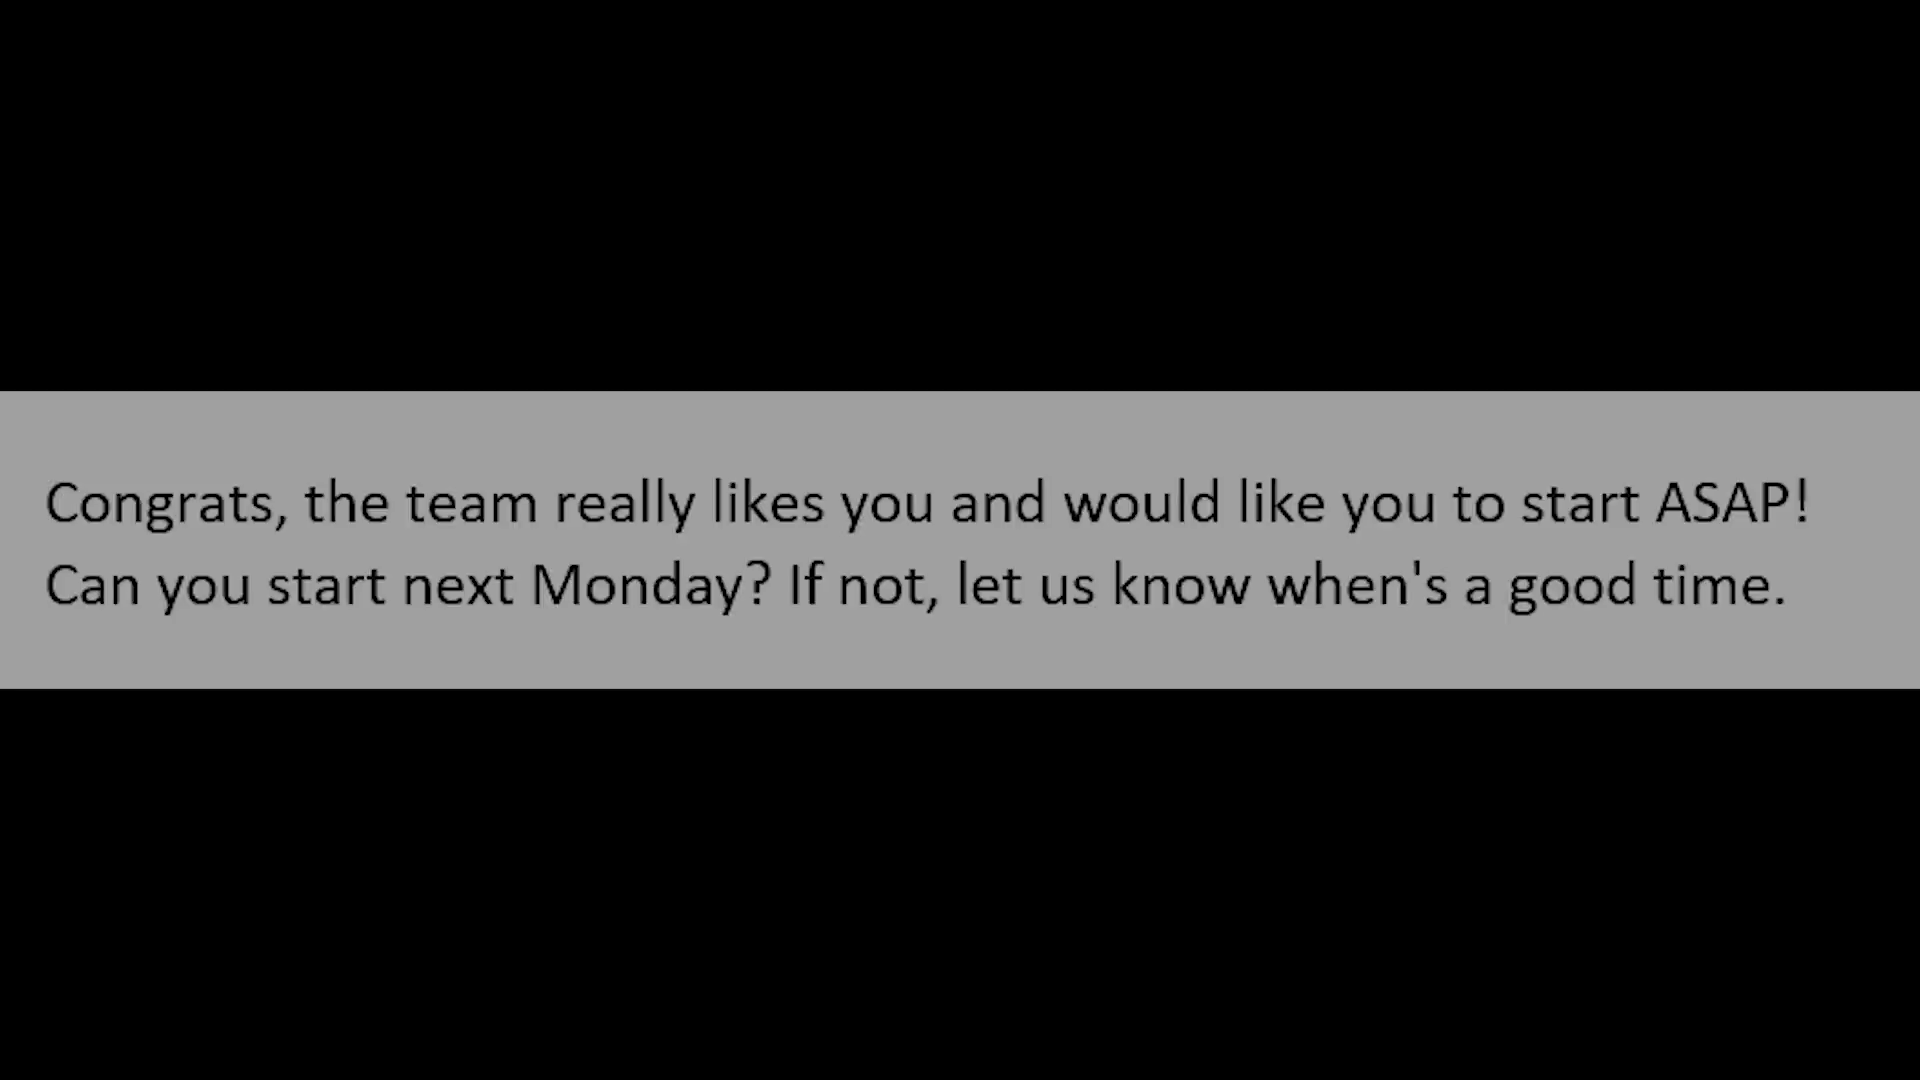 Congrats, the team really likes you and would like you to start ASAP!
Can you start next Monday? If not, let us know when's a good time.